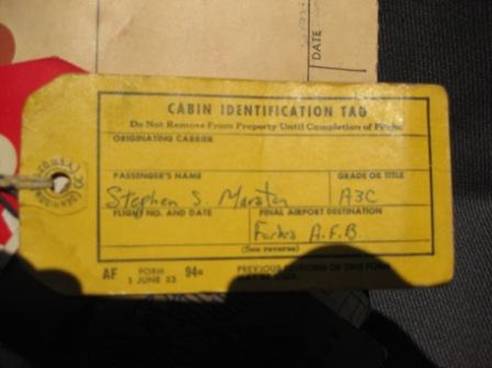 DATE
CABIN IDENTIFICATION TAG
Do Not Remove From Property Until Completion of Flight
ORIGINATING CARRIER
PASSENGER'S NAME GRADE OR TITLE
Stephen S. A3C
FLIGHT NO. AND DATE FINAL AIRPORT DESTINATION
Forbes A.F.B.
(See reverse)
AF FORM 1 JUNE 53 94a PREVIOUS EDITIONS OF THIS FORM